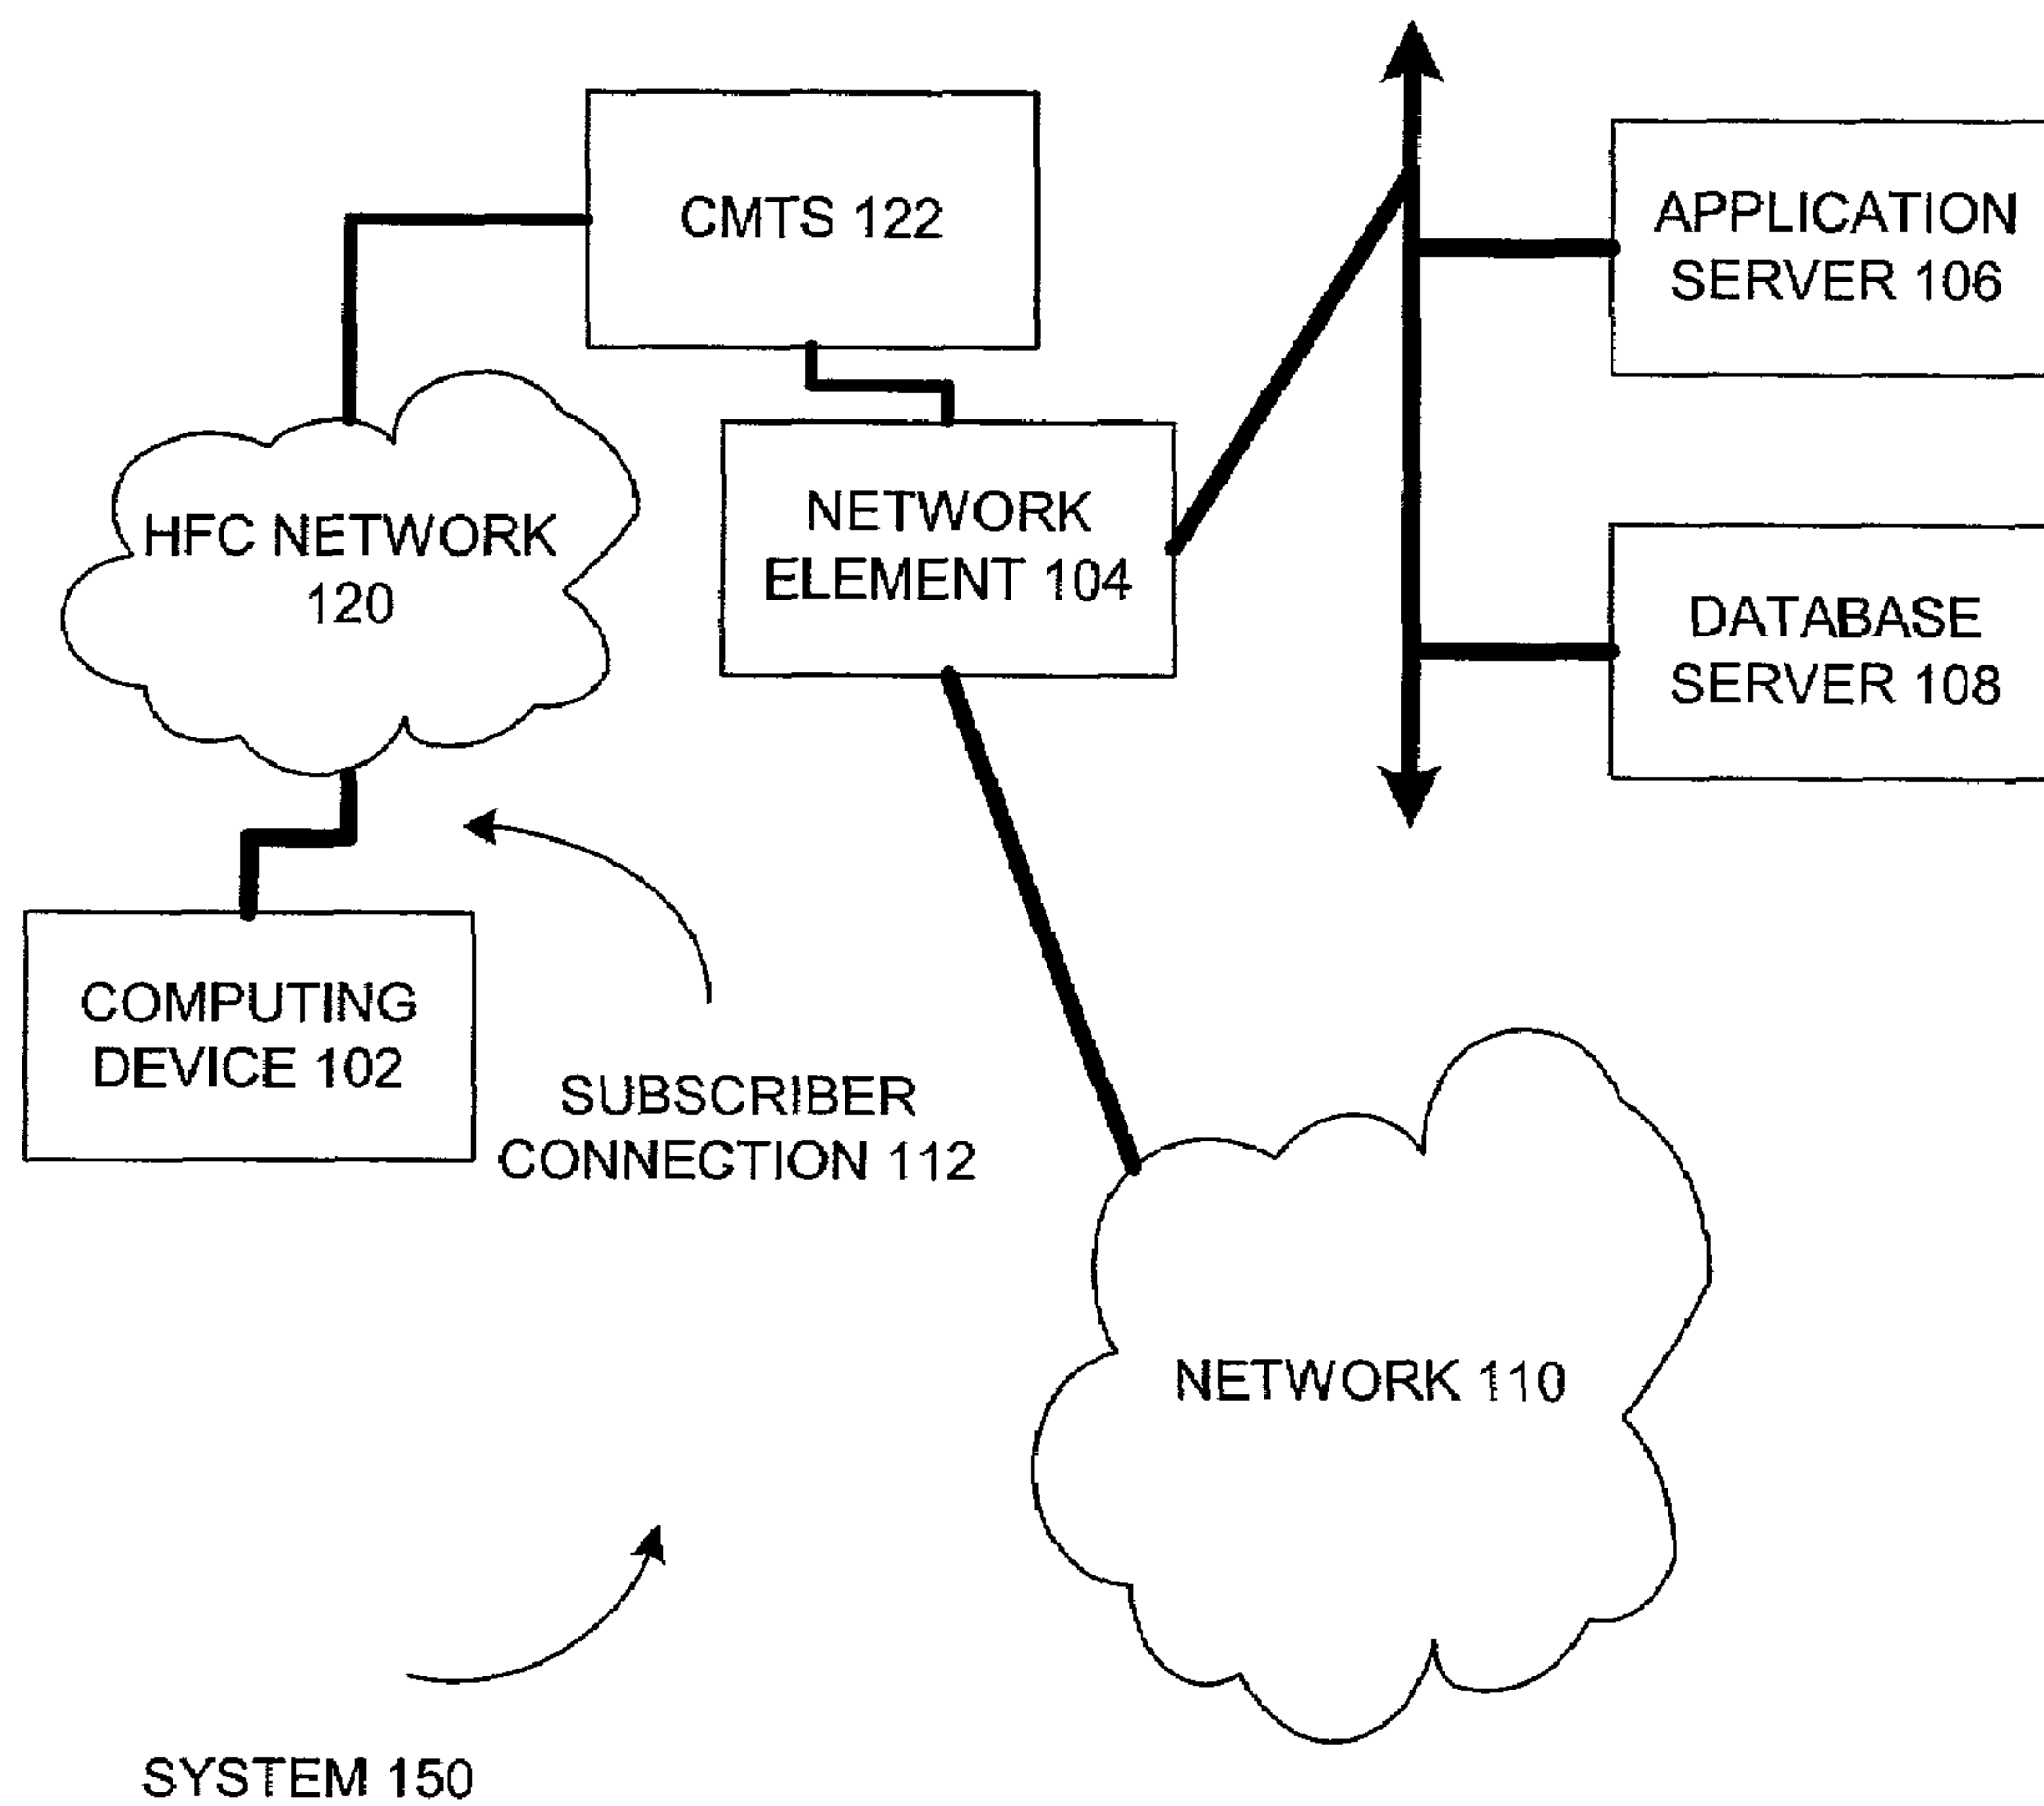 CMTS 122
APPLICATION
SERVER 106
HFC NETWORK
120
NETWORK
ELEMENT 104
DATABASE
SERVER 108
COMPUTING
DEVICE 102
SUBSCRIBER
CONNECTION 112
NETWORK 110
SYSTEM 150